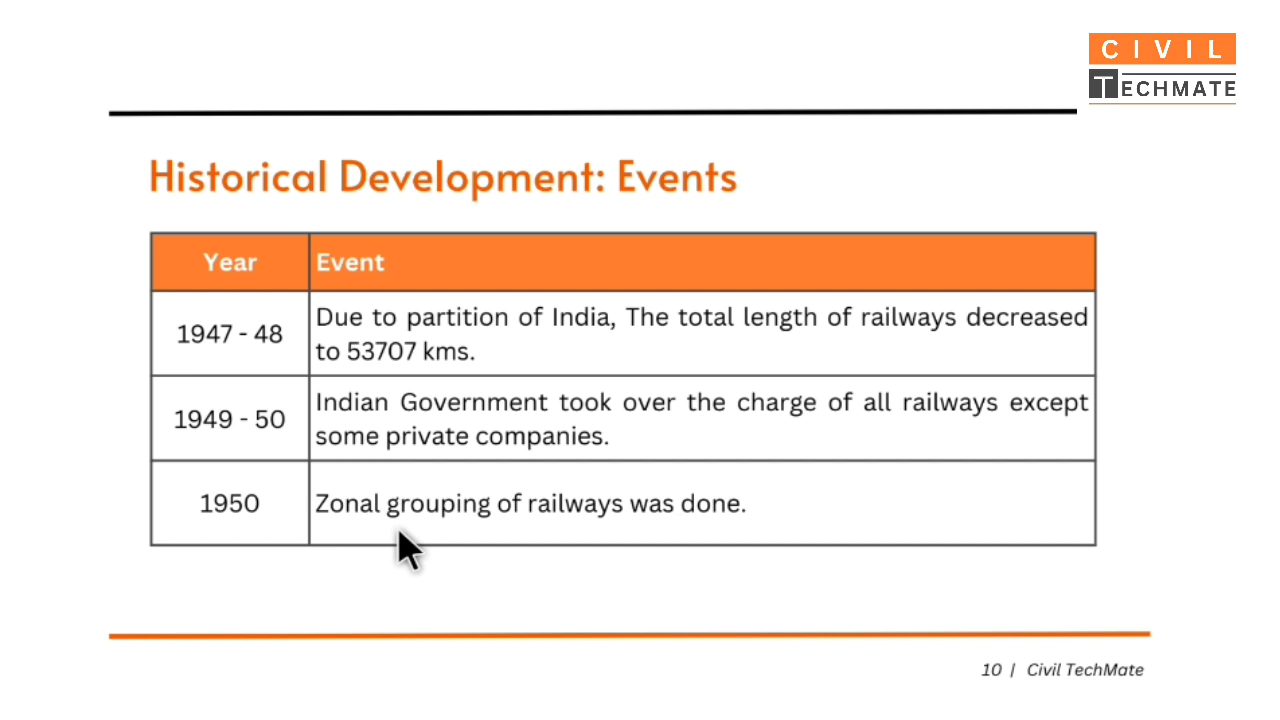 CIVIL
TECHMATE
Historical Development: Events
Year
Event
1947 - 48
Due to partition of India, The total length of railways decreased
to 53707 kms.
1949 - 50
Indian Government took over the charge of all railways except
some private companies.
1950
Zonal grouping of railways was done.
10 | Civil TechMate